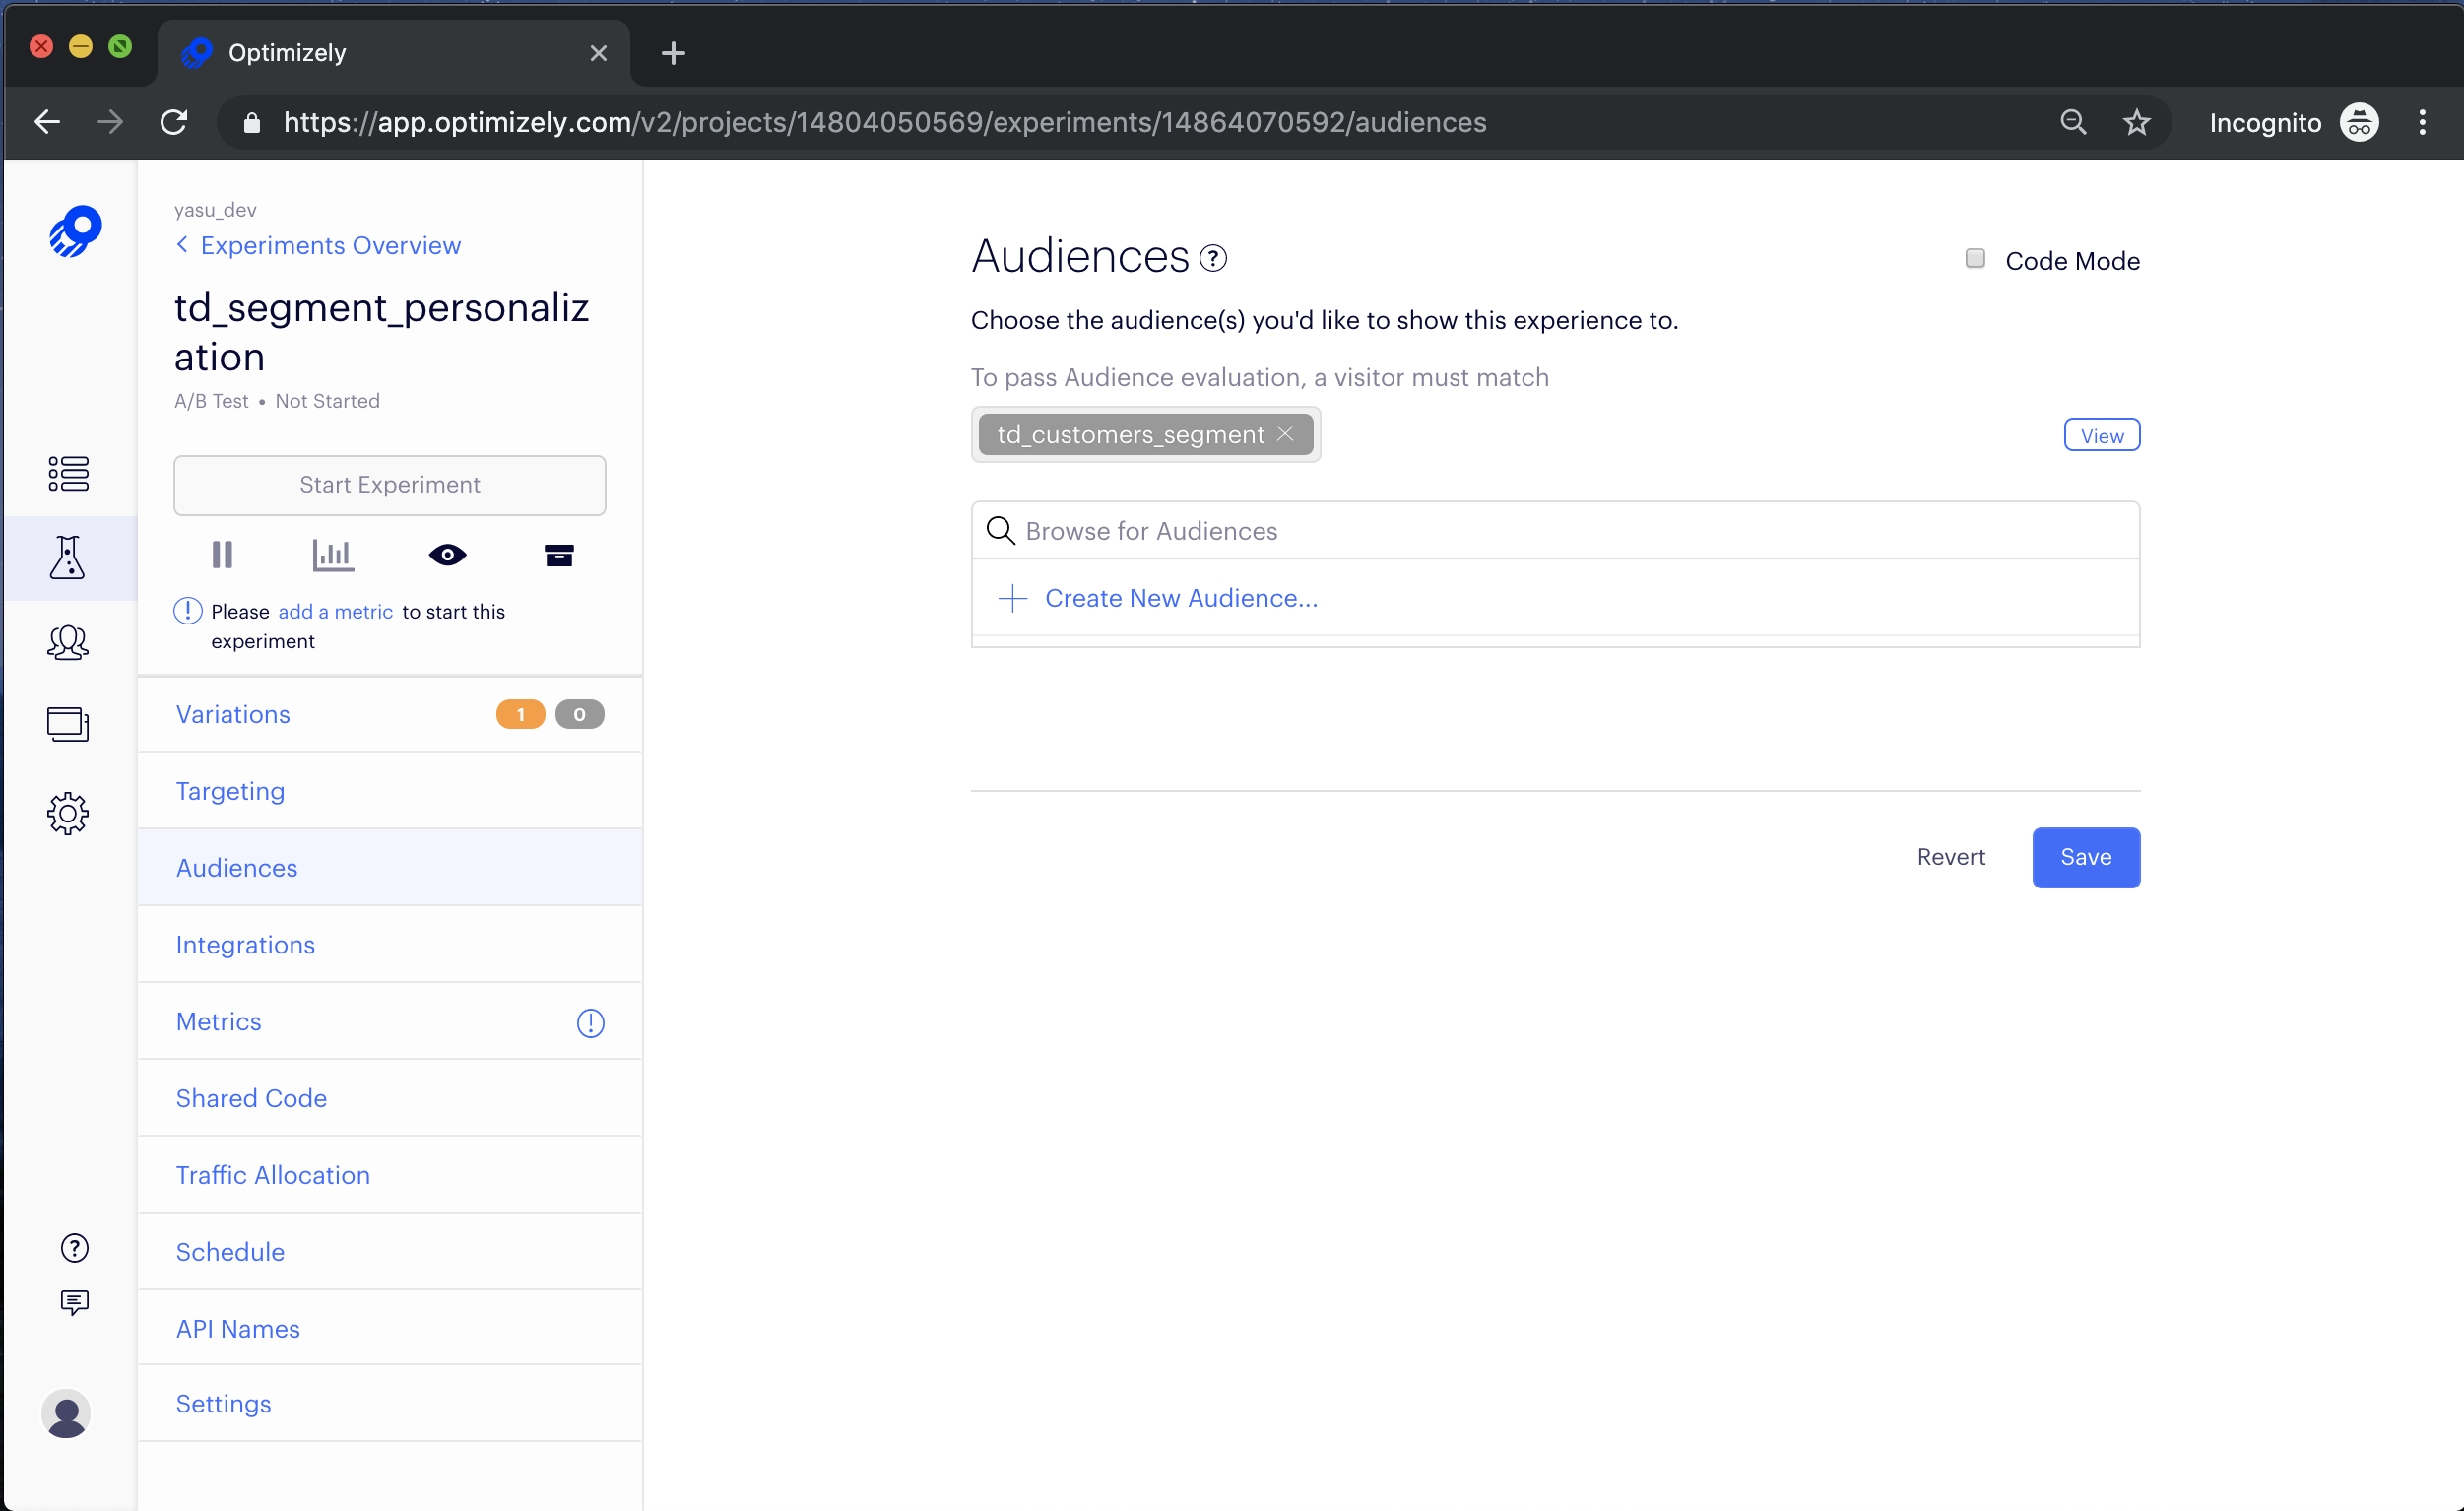 Optimizely
https://app.optimizely.com/v2/projects/14804050569/experiments/14864070592/audiences
Incognito
yasu_dev
Experiments Overview
td_segment_personaliz
ation
A/B Test • Not Started
Start Experiment
Please add a metric to start this
experiment
Variations 1 0
Targeting
Audiences
Integrations
Metrics
Shared Code
Traffic Allocation
Schedule
API Names
Settings
Audiences ?
Code Mode
Choose the audience(s) you'd like to show this experience to.
To pass Audience evaluation, a visitor must match
td_customers_segment
View
Browse for Audiences
Create New Audience...
Revert
Save